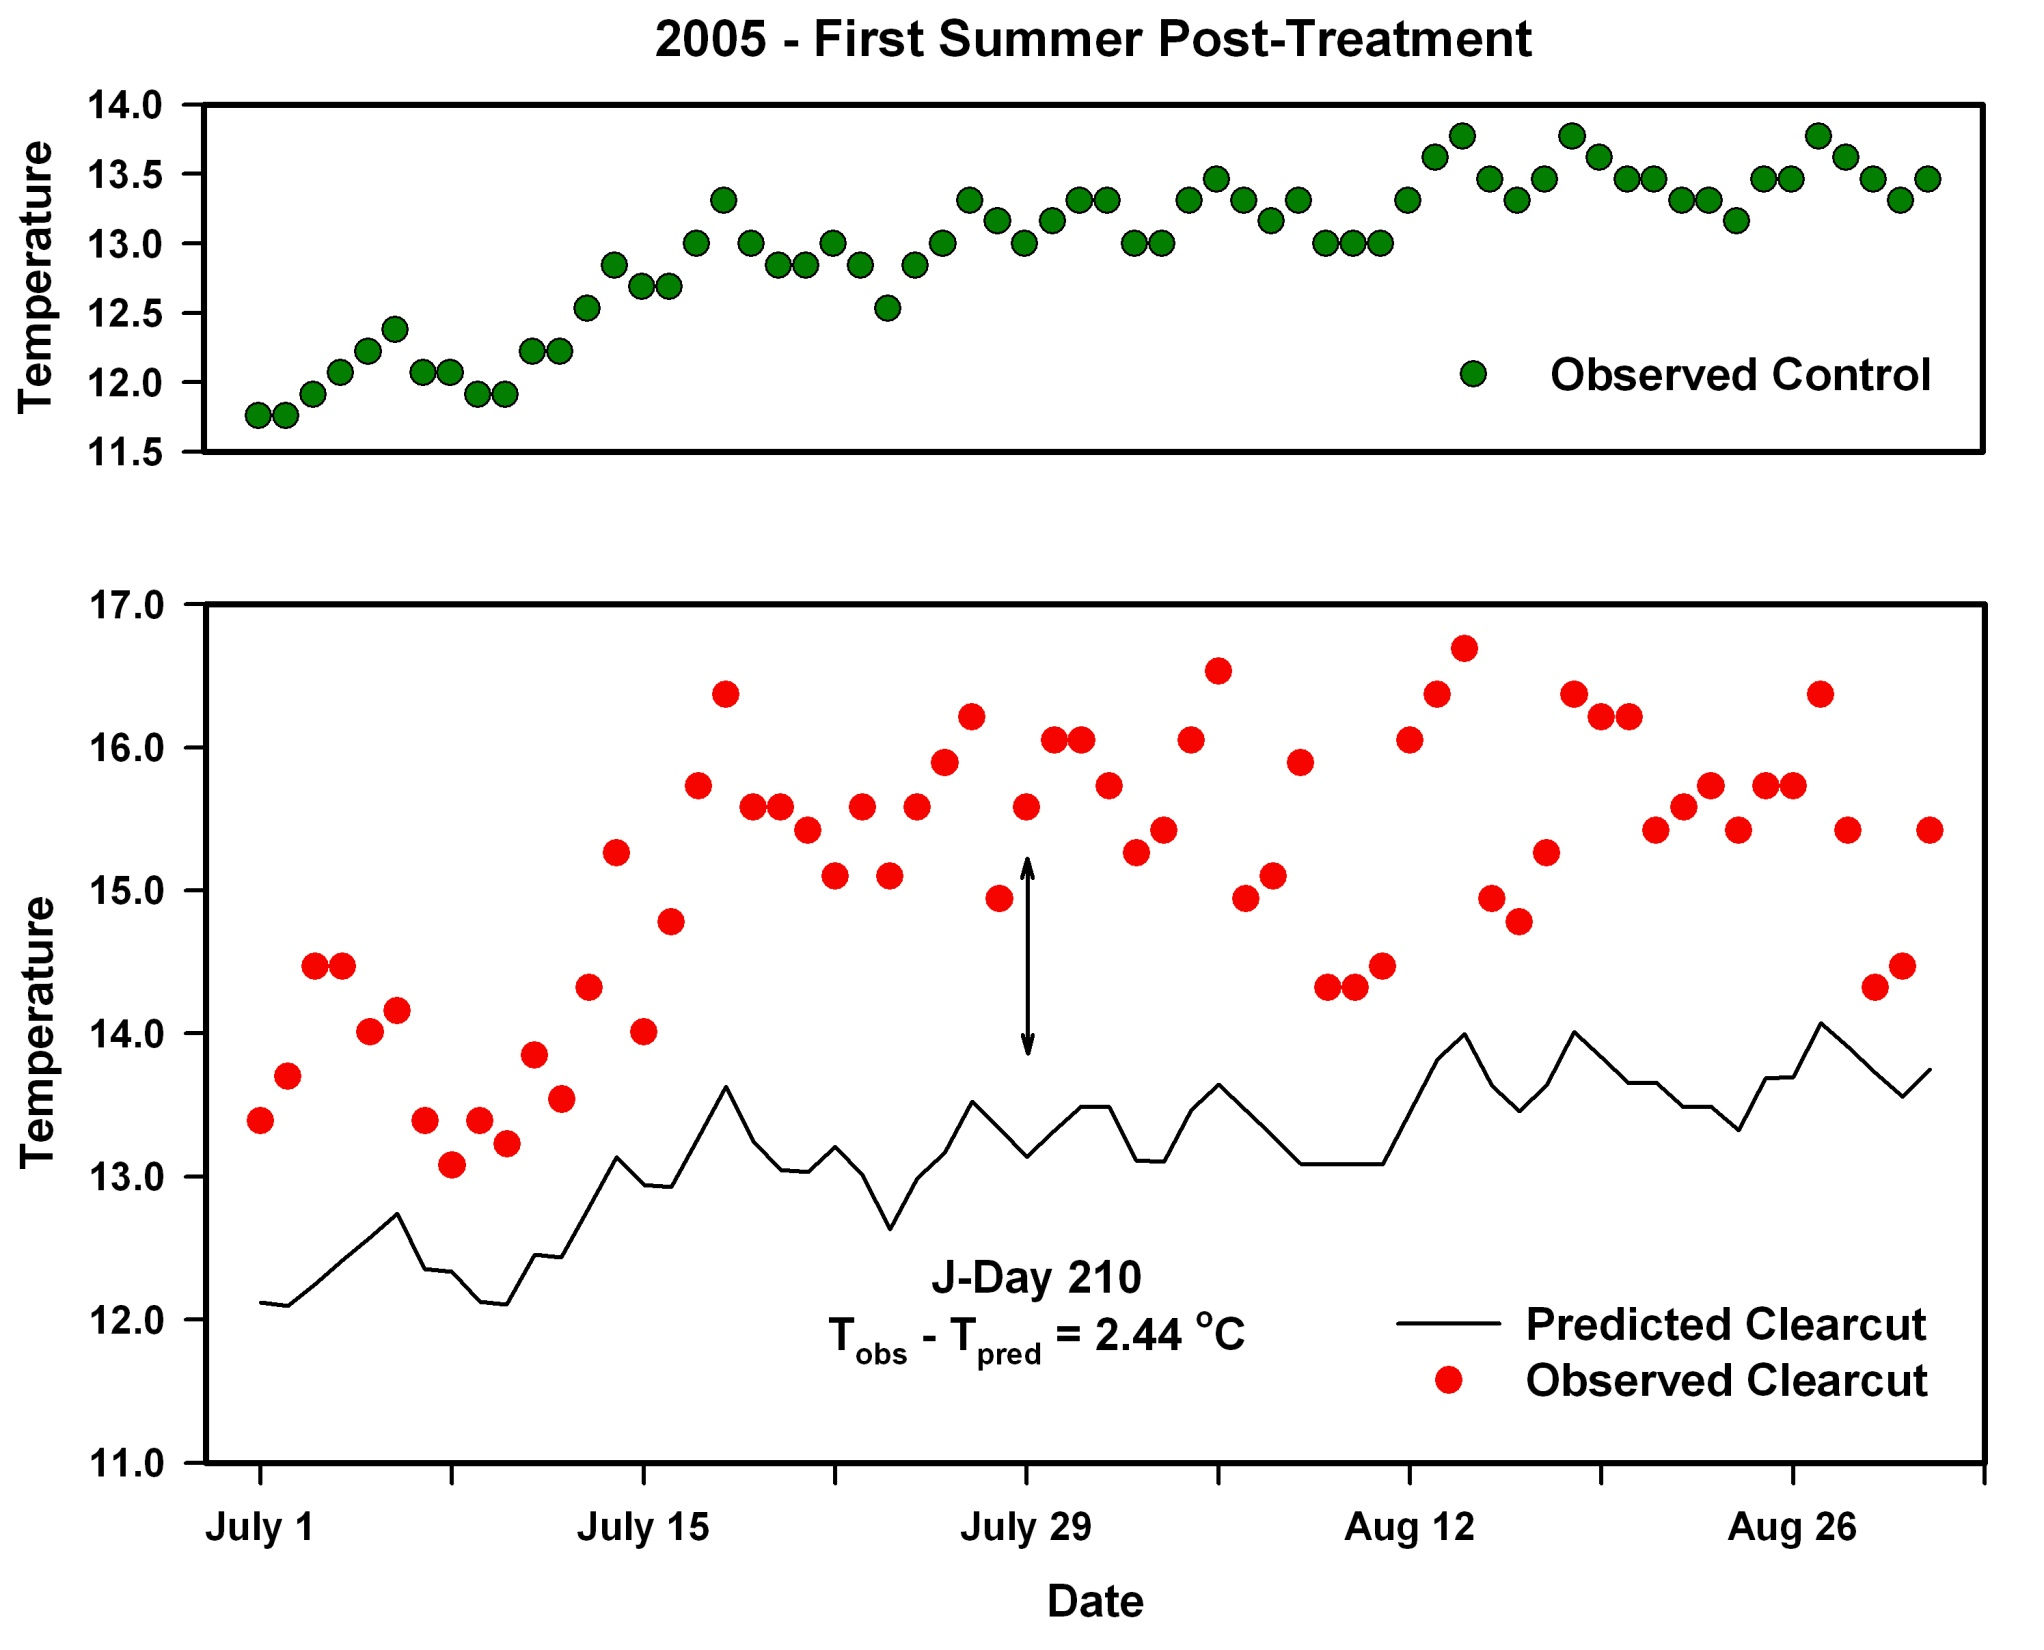 2005 - First Summer Post-Treatment
14.0
13.5
13.0
12.5
12.0
11.5
Temperature
Observed Control
17.0
16.0
15.0
14.0
13.0
12.0
11.0
Temperature
J-Day 210
Tobs - Tpred = 2.44 oC
Predicted Clearcut
Observed Clearcut
July 1 July 15 July 29 Aug 12 Aug 26
Date